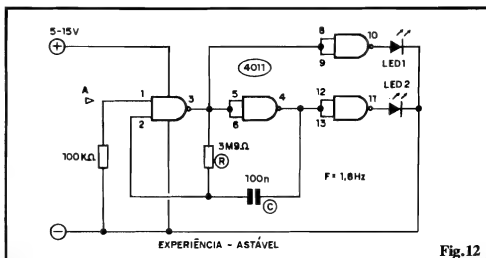 5-15V
+
A
1
2
3
100KΩ
5
6
4011
4
8
9
10
LED1
12
13
11
LED 2
3M9Ω
R
100n
C
F = 1,8Hz
−
EXPERIÊNCIA - ASTÁVEL
Fig.12